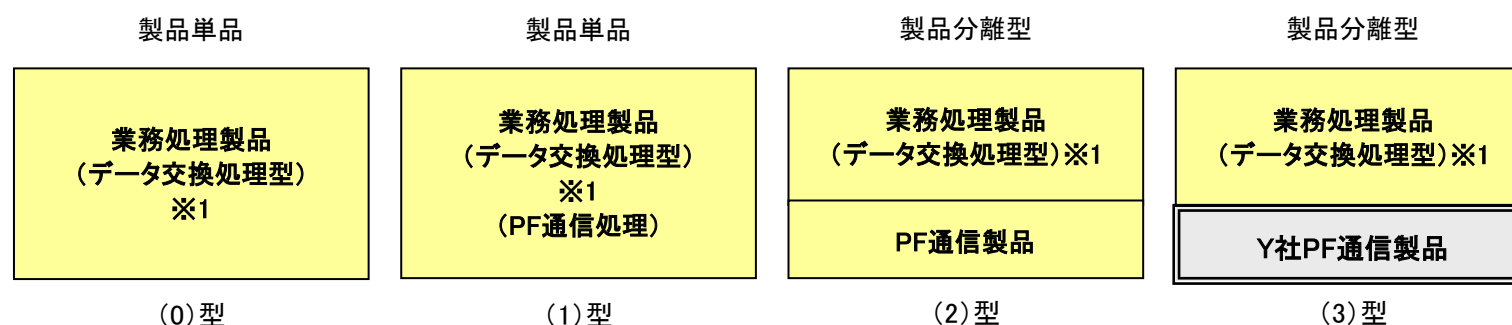 製品単品
業務処理製品
(データ交換処理型)
※1
(0)型
製品単品
業務処理製品
(データ交換処理型)
※1
(PF通信処理)
(1)型
製品分離型
業務処理製品
(データ交換処理型)※1
PF通信製品
(2)型
製品分離型
業務処理製品
(データ交換処理型)※1
Y社PF通信製品
(3)型